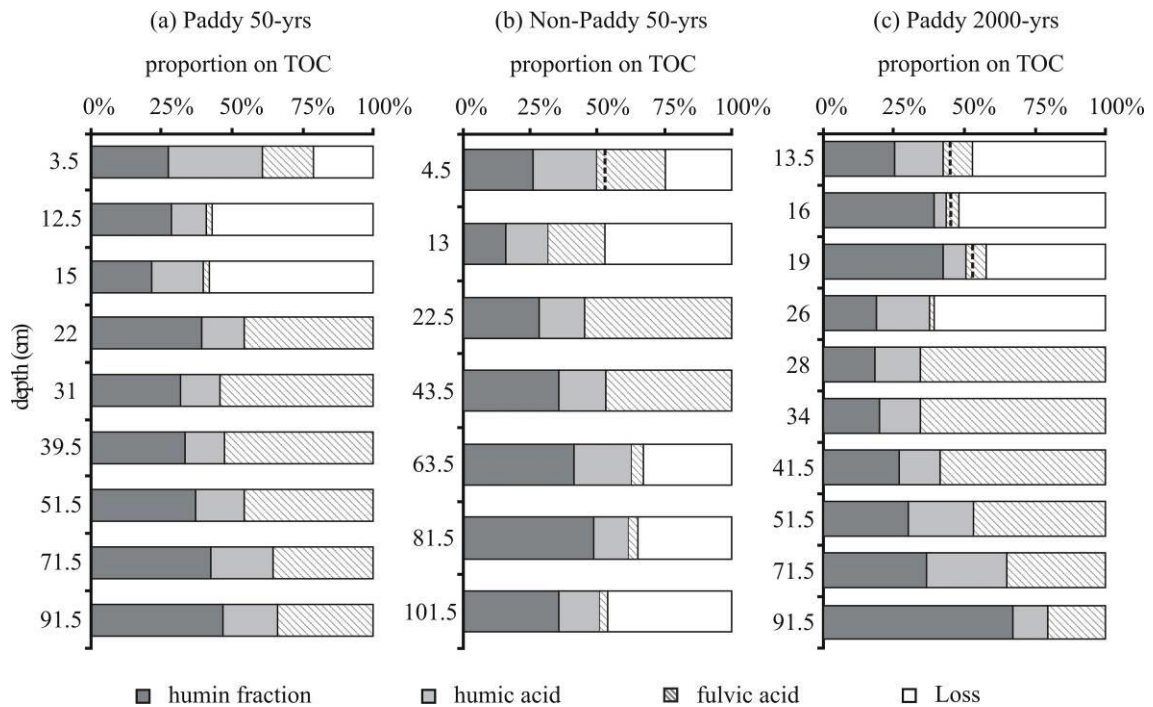 (a) Paddy 50-yrs
proportion on TOC
0% 25% 50% 75% 100%
depth (cm)
3.5
12.5
15
22
31
39.5
51.5
71.5
91.5
(b) Non-Paddy 50-yrs
proportion on TOC
0% 25% 50% 75% 100%
4.5
13
22.5
43.5
63.5
81.5
101.5
(c) Paddy 2000-yrs
proportion on TOC
0% 25% 50% 75% 100%
13.5
16
19
26
28
34
41.5
51.5
71.5
91.5
humin fraction humic acid fulvic acid Loss